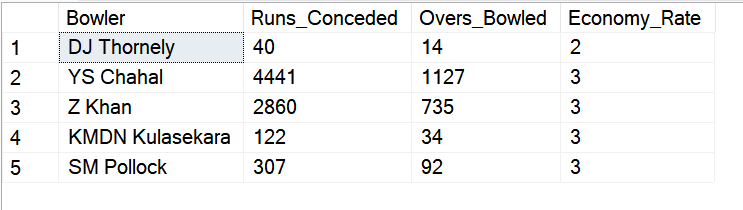 Bowler Runs_Conceded Overs_Bowled Economy_Rate
1 DJ Thornely 40 14 2
2 YS Chahal 4441 1127 3
3 Z Khan 2860 735 3
4 KMDN Kulasekara 122 34 3
5 SM Pollock 307 92 3